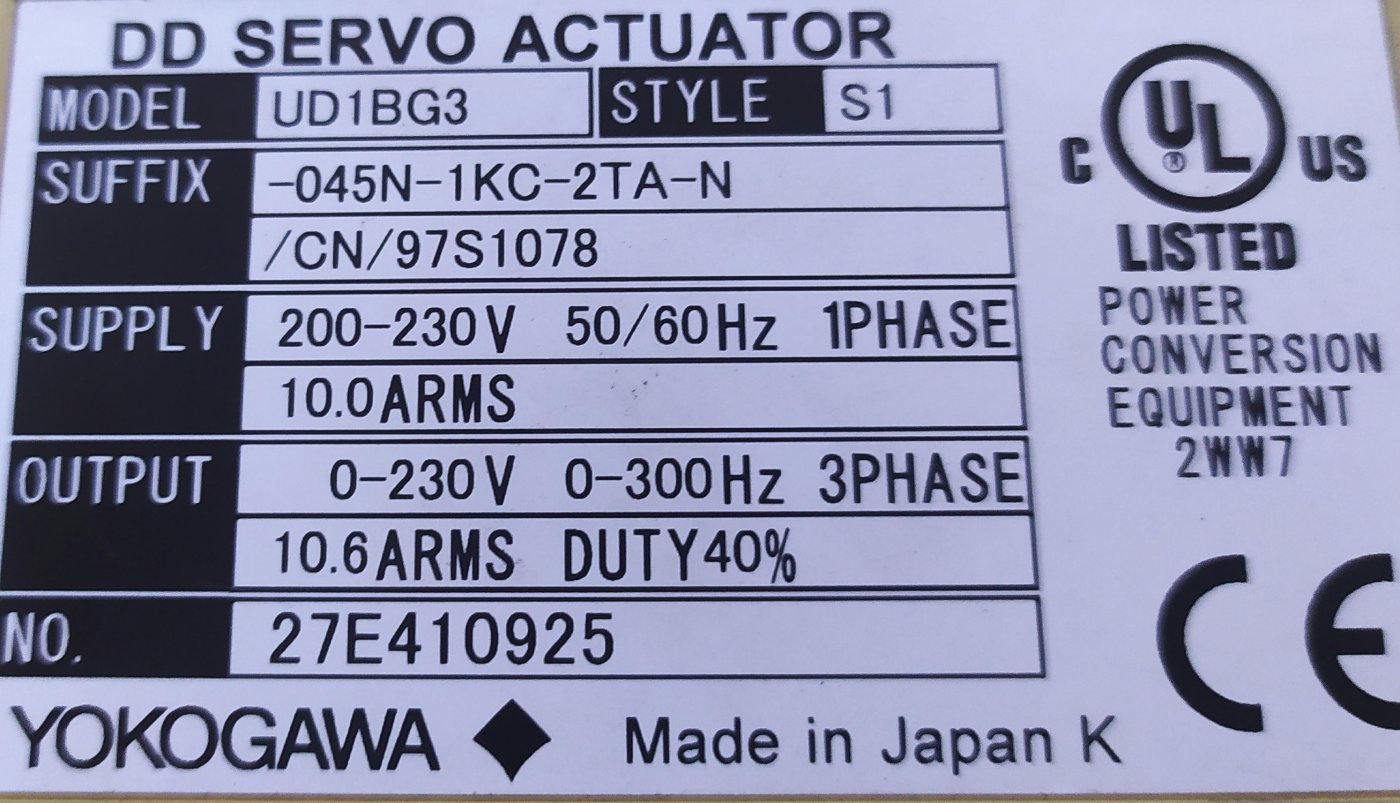 DD SERVO ACTUATOR
MODEL UD1BG3 STYLE S1
SUFFIX -045N-1KC-2TA-N
/CN/97S1078
SUPPLY 200-230V 50/60Hz 1PHASE
10.0ARMS
OUTPUT 0-230V 0-300Hz 3PHASE
10.6ARMS DUTY40%
NO. 27E410925
YOKOGAWA Made in Japan K
C UL® US
LISTED
POWER
CONVERSION
EQUIPMENT
2WW7
CE